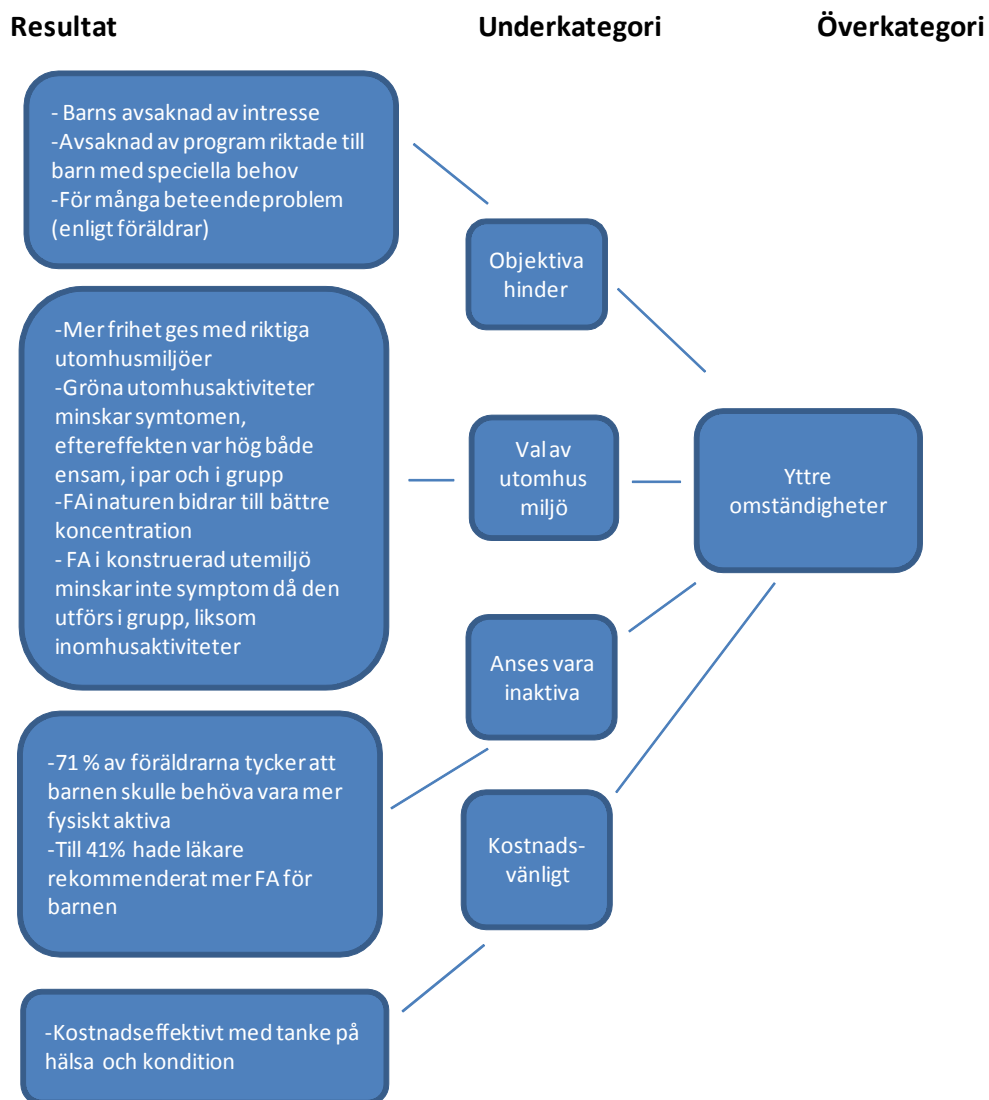 Resultat Underkategori Överkategori
- Barns avsaknad av intresse
-Avsaknad av program riktade till
barn med speciella behov
-För många beteendeproblem
(enligt föräldrar)
Objektiva
hinder
-Mer frihet ges med riktiga
utomhusmiljöer
-Gröna utomhusaktiviteter
minskar symtomen,
eftereffekten var hög både
ensam, i par och i grupp
-FA i naturen bidrar till bättre
koncentration
- FA i konstruerad utemiljö
minskar inte symptom då den
utförs i grupp, liksom
inomhusaktiviteter
Val av
utomhus
miljö
Yttre
omständigheter
Anses vara
inaktiva
-71 % av föräldrarna tycker att
barnen skulle behöva vara mer
fysiskt aktiva
-Till 41% hade läkare
rekommenderat mer FA för
barnen
Kostnads-
vänligt
-Kostnadseffektivt med tanke på
hälsa och kondition